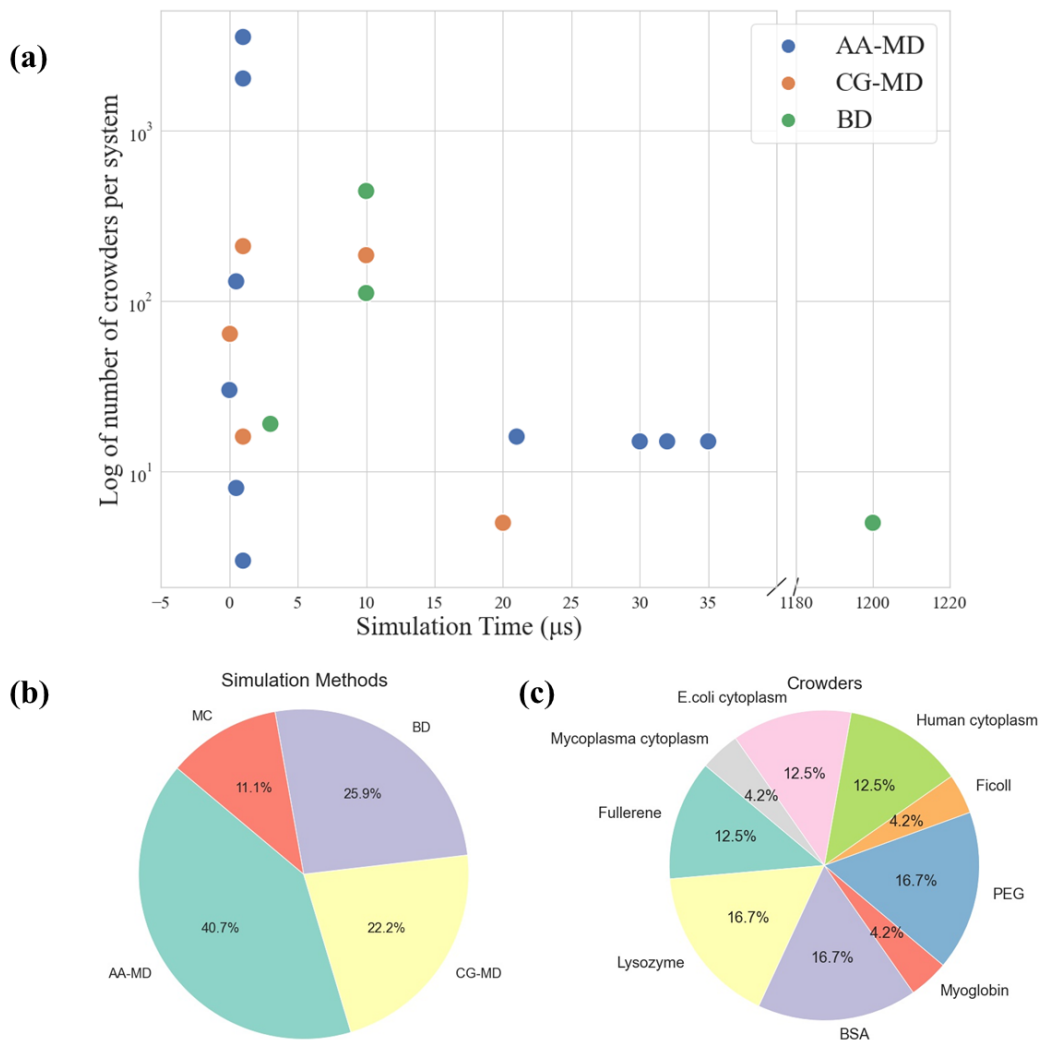 (a)
AA-MD
CG-MD
BD
Log of number of crowders per system
10³
10²
10¹
−5 0 5 10 15 20 25 30 35 1180 1200 1220
Simulation Time (μs)
(b)
Simulation Methods
MC
BD
11.1%
25.9%
40.7%
22.2%
AA-MD
CG-MD
(c)
Crowders
E.coli cytoplasm
Human cytoplasm
Mycoplasma cytoplasm
Ficoll
12.5%
12.5%
4.2%
4.2%
Fullerene
12.5%
16.7%
PEG
16.7%
4.2%
Lysozyme
16.7%
Myoglobin
BSA